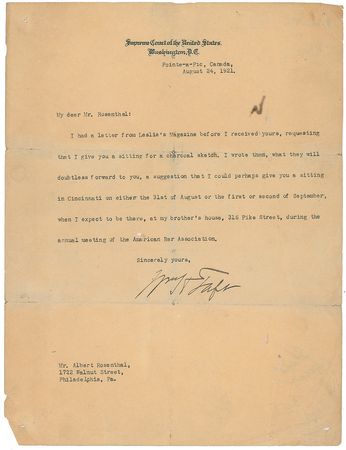 Supreme Court of the United States.
Washington, D.C.
Pointe-a-Pic, Canada,
August 24, 1921.
My dear Mr. Rosenthal:
I had a letter from Leslie's Magazine before I received yours, requesting
that I give you a sitting for a charcoal sketch. I wrote them, what they will
doubtless forward to you, a suggestion that I could perhaps give you a sitting
in Cincinnati on either the 31st of August or the first or second of September,
when I expect to be there, at my brother's house, 316 Pike Street, during the
annual meeting of the American Bar Association.
Sincerely yours,
Wm H Taft
Mr. Albert Rosenthal,
1722 Walnut Street,
Philadelphia, Pa.